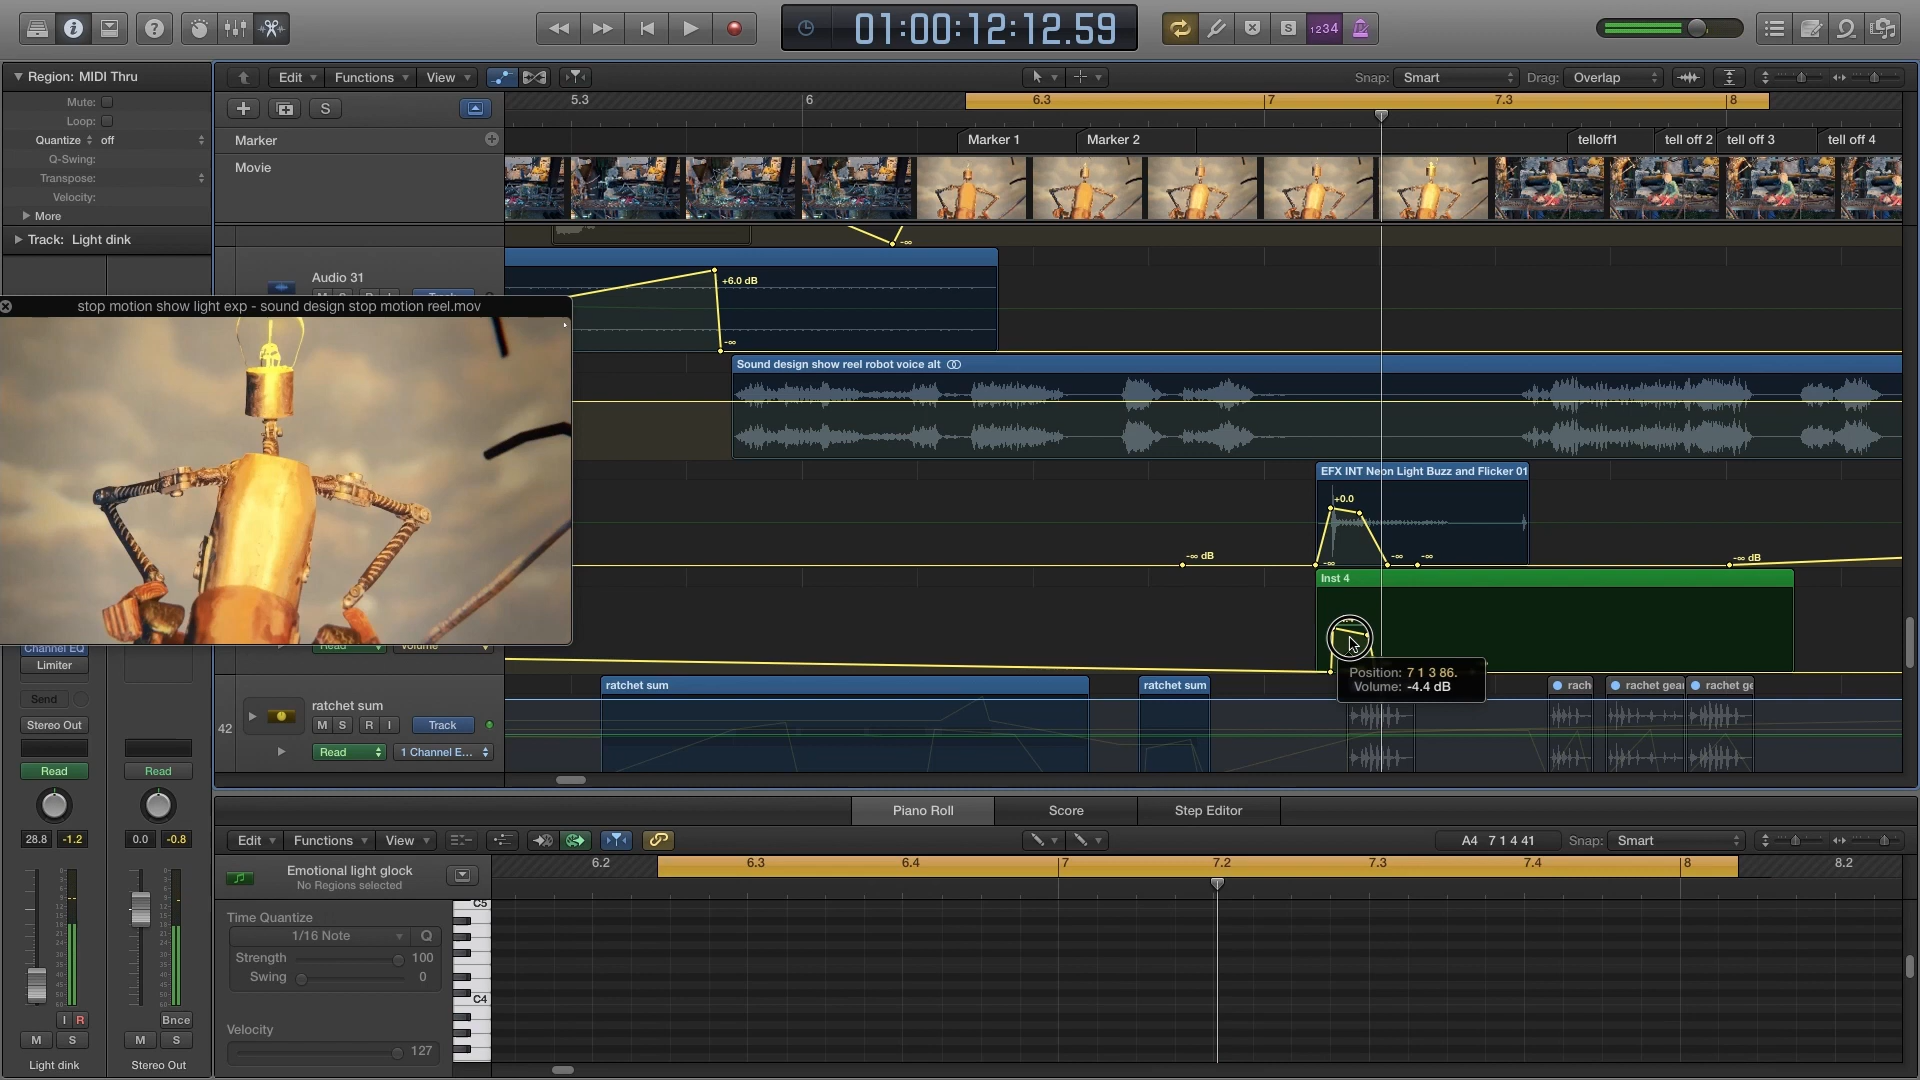 01:00:12:12.59
S
1234
Region: MIDI Thru
Mute:
Loop:
Quantize off
Q-Swing:
Transpose:
Velocity:
More
Track: Light dink
Edit Functions View
Snap: Smart Drag: Overlap
S
5.3 6 6.3 7 7.3 8
Marker
Marker 1 Marker 2 telloff1 tell off 2 tell off 3 tell off 4
Movie
Audio 31
-∞
+6.0 dB
-∞
stop motion show light exp - sound design stop motion reel.mov
Sound design show reel robot voice alt
EFX INT Neon Light Buzz and Flicker 01
+0.0
-∞ dB
-∞
-∞
-∞
-∞ dB
Inst 4
Position: 7 1 3 86.
Volume: -4.4 dB
Channel EQ
Limiter
Send
Stereo Out
Read Volume
42
ratchet sum
M S R I Track
Read 1 Channel E...
ratchet sum ratchet sum rach rachet gear rachet ge
Read Read
28.8 -1.2 0.0 -0.8
I R Bnce
M S M S
Light dink Stereo Out
Piano Roll Score Step Editor
Edit Functions View
A4 7 1 4 41 Snap: Smart
6.2 6.3 6.4 7 7.2 7.3 7.4 8 8.2
Emotional light glock
No Regions selected
C5
Time Quantize
1/16 Note Q
Strength 100
Swing 0
C4
Velocity
127